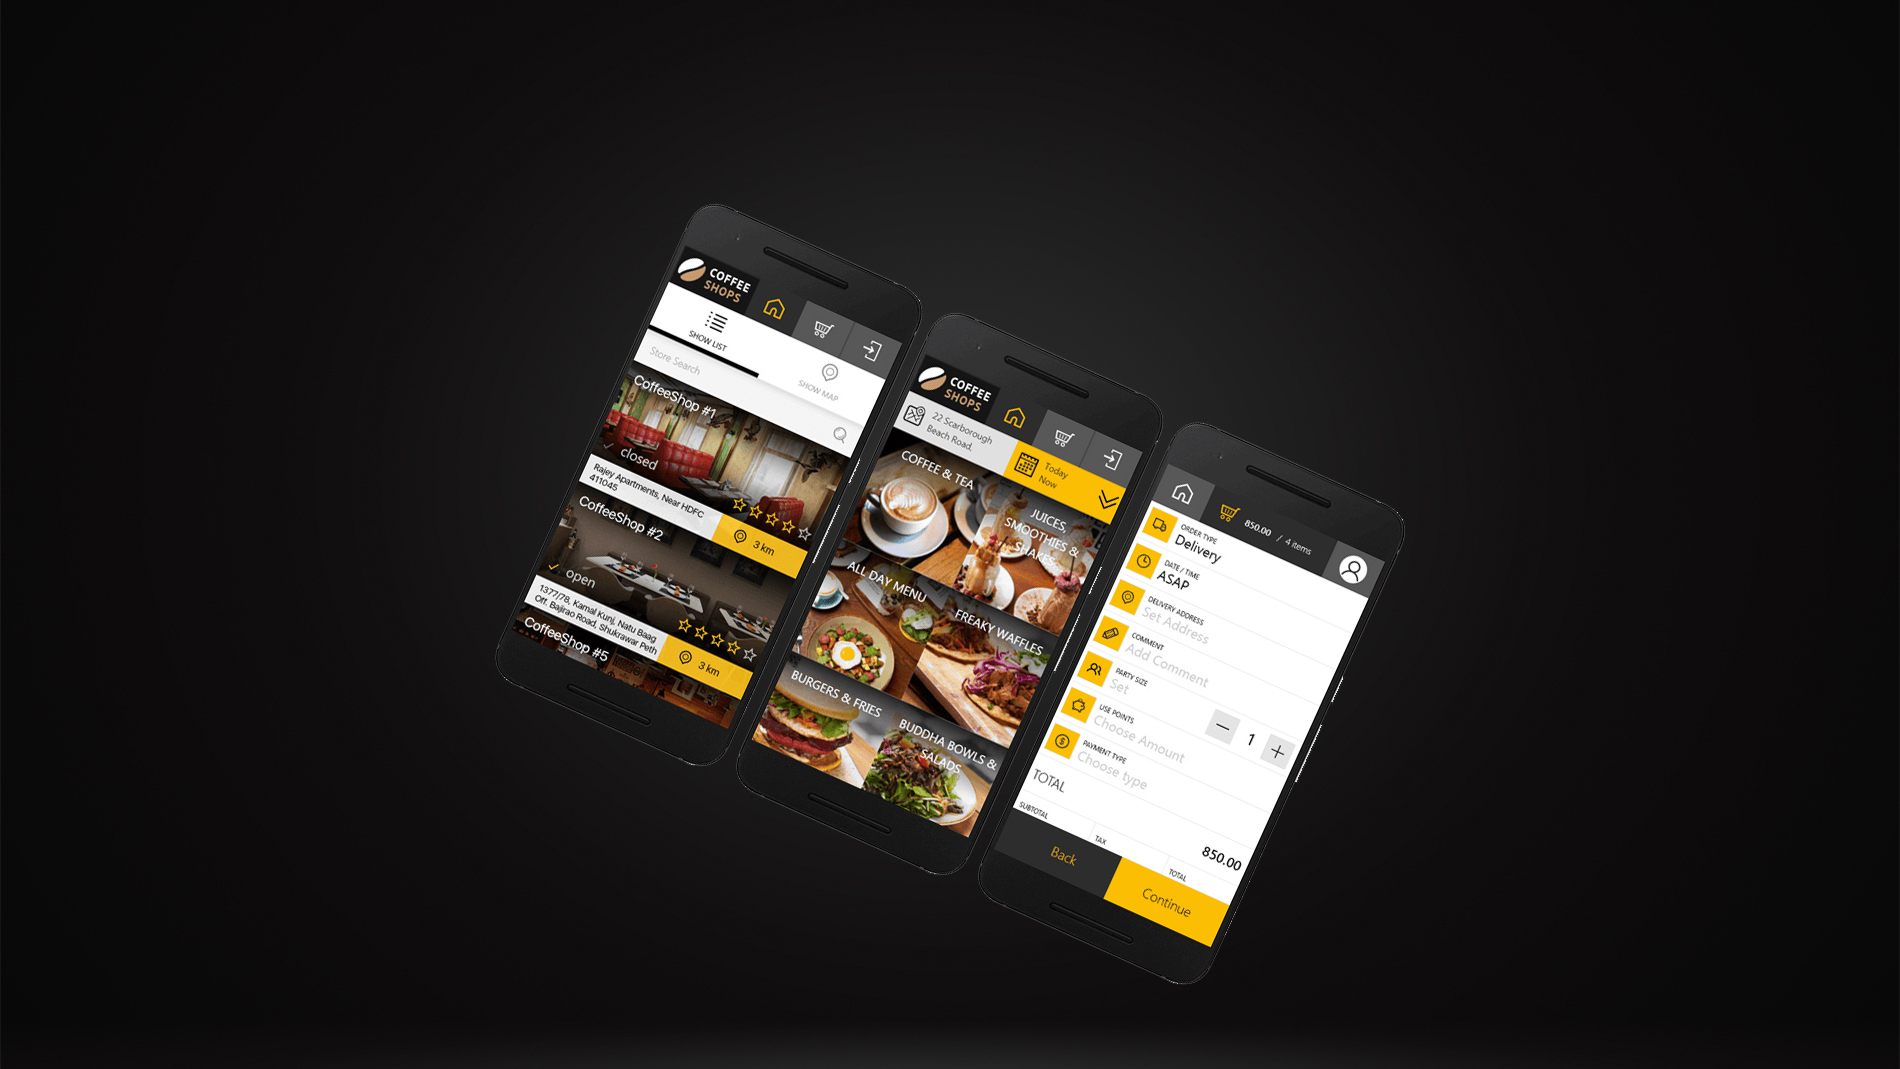 COFFEE
SHOPS
SHOW LIST
SHOW MAP
Store Search
CoffeeShop #1
closed
Rajey Apartments, Near HDFC
411045
3 km
CoffeeShop #2
open
1377/78, Kamal Kunj, Natu Baag
Off. Bajirao Road, Shukrawar Peth
3 km
CoffeeShop #5
COFFEE
SHOPS
22 Scarborough
Beach Road,
Today
Now
COFFEE & TEA
JUICES,
SMOOTHIES &
SHAKES
ALL DAY MENU
FREAKY WAFFLES
BURGERS & FRIES
BUDDHA BOWLS &
SALADS
850.00 / 4 items
ORDER TYPE
Delivery
DATE / TIME
ASAP
DELIVERY ADDRESS
Set Address
COMMENT
Add Comment
PARTY SIZE
Set
1
USE POINTS
Choose Amount
PAYMENT TYPE
Choose type
TOTAL
SUBTOTAL
TAX
850.00
TOTAL
Back
Continue